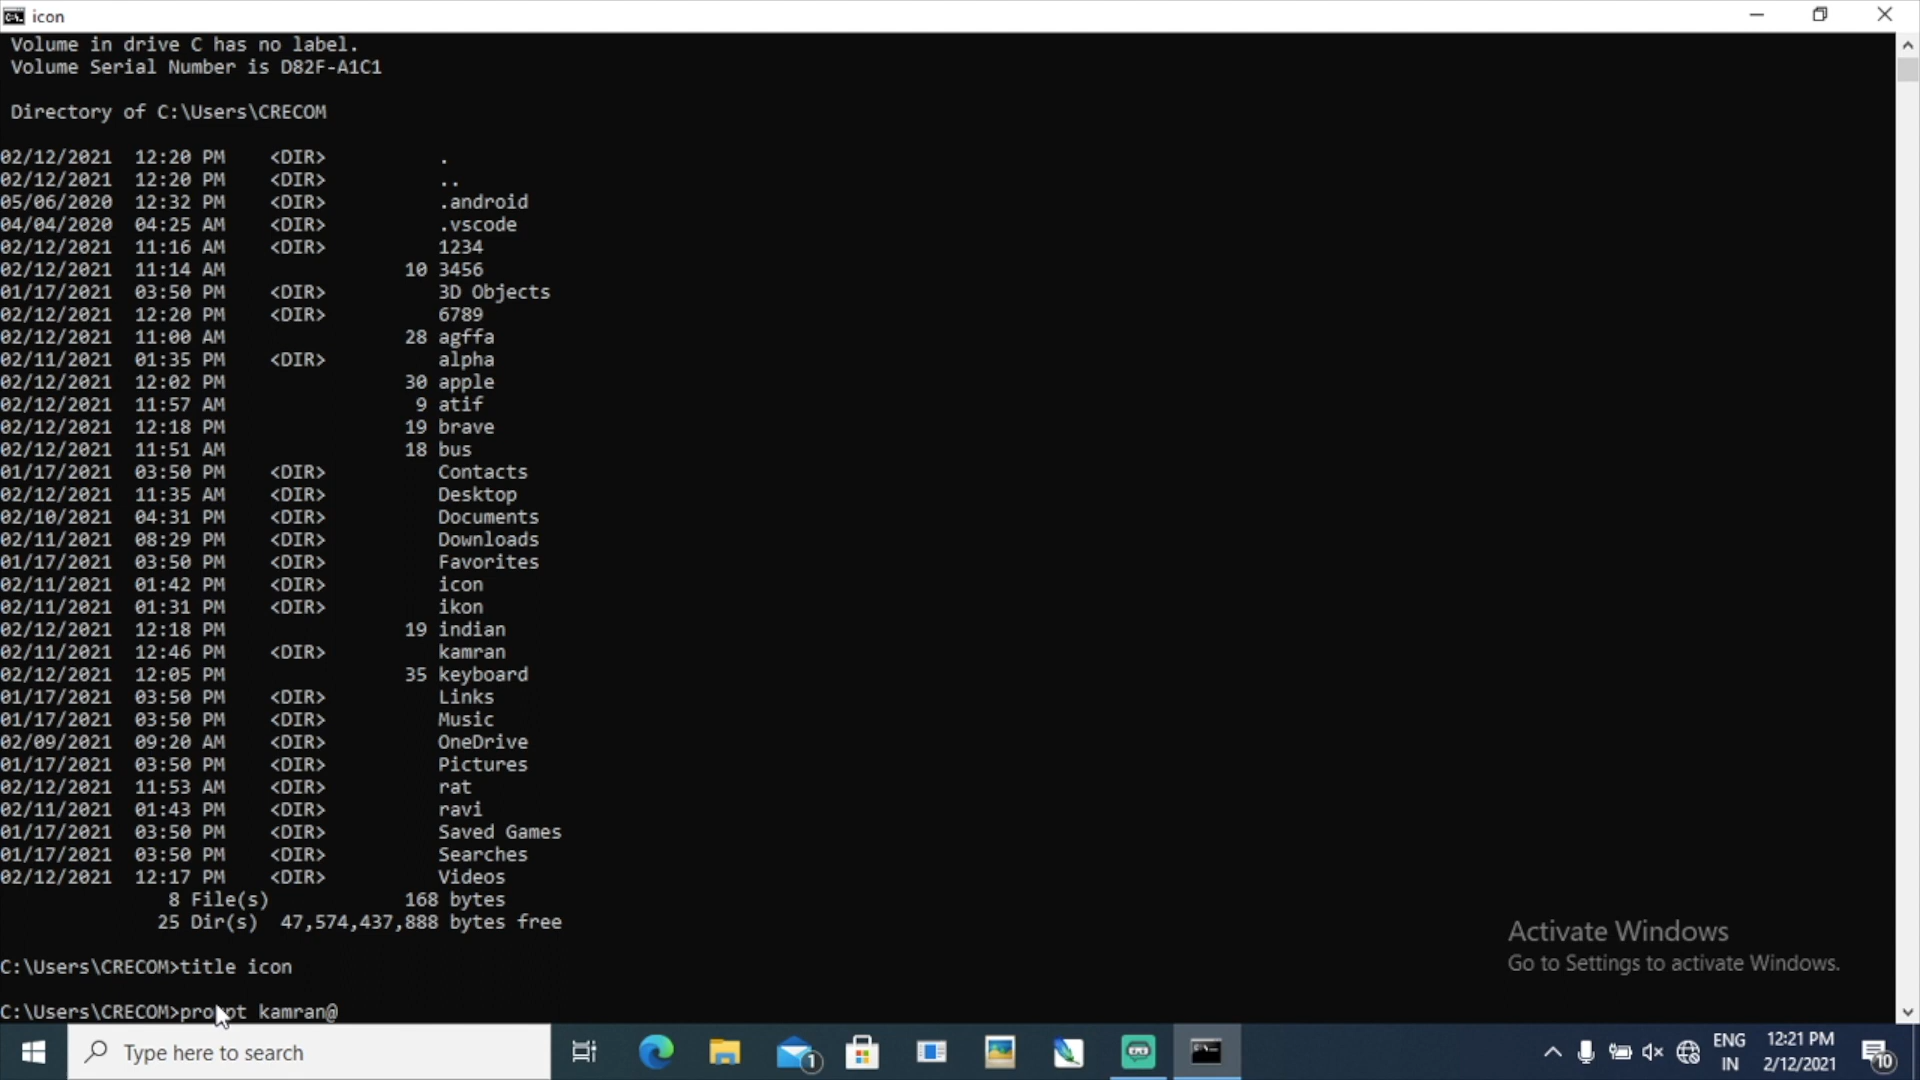 icon
Volume in drive C has no label.
Volume Serial Number is D82F-A1C1
Directory of C:\Users\CRECOM
02/12/2021 12:20 PM <DIR> .
02/12/2021 12:20 PM <DIR> ..
05/06/2020 12:32 PM <DIR> .android
04/04/2020 04:25 AM <DIR> .vscode
02/12/2021 11:16 AM <DIR> 1234
02/12/2021 11:14 AM 10 3456
01/17/2021 03:50 PM <DIR> 3D Objects
02/12/2021 12:20 PM <DIR> 6789
02/12/2021 11:00 AM 28 agffa
02/11/2021 01:35 PM <DIR> alpha
02/12/2021 12:02 PM 30 apple
02/12/2021 11:57 AM 9 atif
02/12/2021 12:18 PM 19 brave
02/12/2021 11:51 AM 18 bus
01/17/2021 03:50 PM <DIR> Contacts
02/12/2021 11:35 AM <DIR> Desktop
02/10/2021 04:31 PM <DIR> Documents
02/11/2021 08:29 PM <DIR> Downloads
01/17/2021 03:50 PM <DIR> Favorites
02/11/2021 01:42 PM <DIR> icon
02/11/2021 01:31 PM <DIR> ikon
02/12/2021 12:18 PM 19 indian
02/11/2021 12:46 PM <DIR> kamran
02/12/2021 12:05 PM 35 keyboard
01/17/2021 03:50 PM <DIR> Links
01/17/2021 03:50 PM <DIR> Music
02/09/2021 09:20 AM <DIR> OneDrive
01/17/2021 03:50 PM <DIR> Pictures
02/12/2021 11:53 AM <DIR> rat
02/11/2021 01:43 PM <DIR> ravi
01/17/2021 03:50 PM <DIR> Saved Games
01/17/2021 03:50 PM <DIR> Searches
02/12/2021 12:17 PM <DIR> Videos
8 File(s) 168 bytes
25 Dir(s) 47,574,437,888 bytes free
C:\Users\CRECOM>title icon
C:\Users\CRECOM>prompt kamran@
Activate Windows
Go to Settings to activate Windows.
Type here to search
1
ENG
IN
12:21 PM
2/12/2021
10